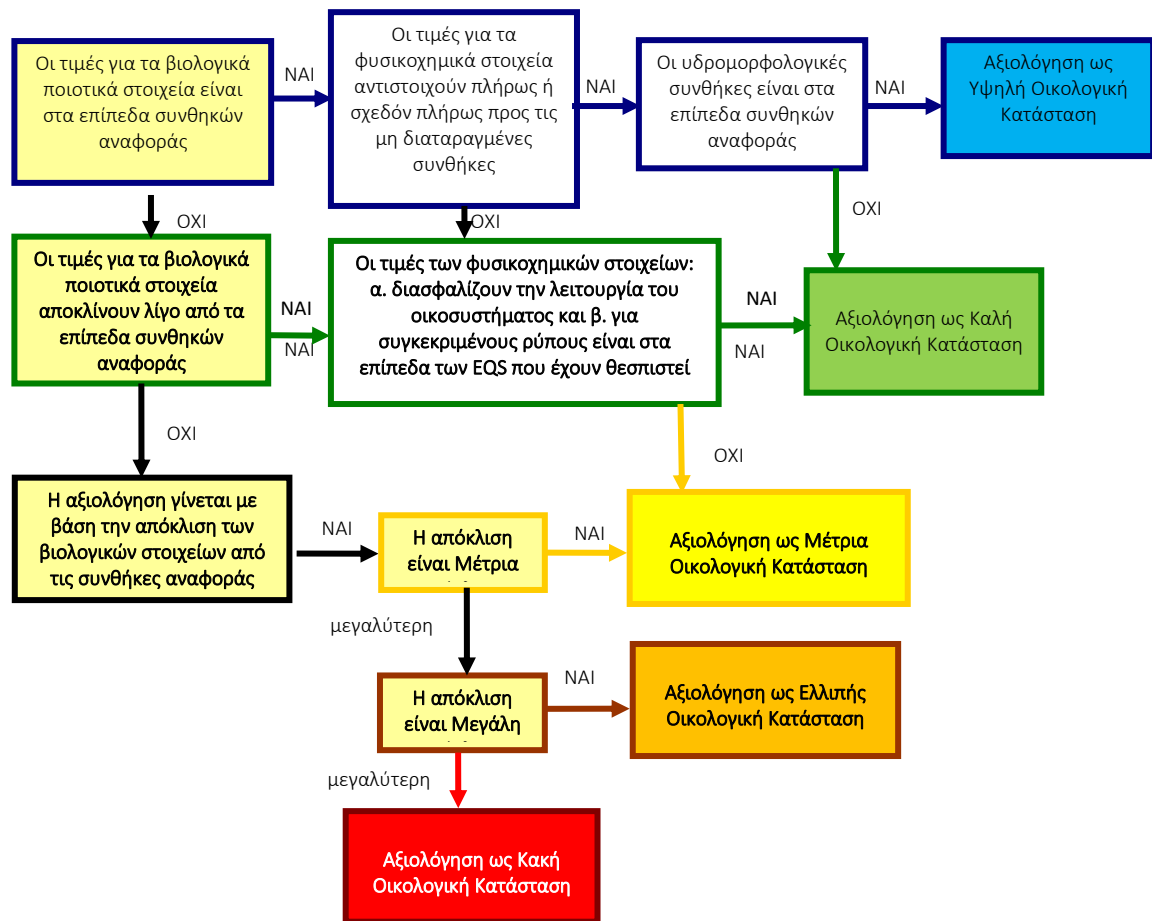 Οι τιμές για τα βιολογικά
ποιοτικά στοιχεία είναι
στα επίπεδα συνθηκών
αναφοράς
ΝΑΙ
Οι τιμές για τα
φυσικοχημικά στοιχεία
αντιστοιχούν πλήρως ή
σχεδόν πλήρως προς τις
μη διαταραγμένες
συνθήκες
ΝΑΙ
Οι υδρομορφολογικές
συνθήκες είναι στα
επίπεδα συνθηκών
αναφοράς
ΝΑΙ
Αξιολόγηση ως
Υψηλή Οικολογική
Κατάσταση
ΟΧΙ
ΟΧΙ
ΟΧΙ
Οι τιμές για τα βιολογικά
ποιοτικά στοιχεία
αποκλίνουν λίγο από τα
επίπεδα συνθηκών
αναφοράς
ΝΑΙ
ΝΑΙ
Οι τιμές των φυσικοχημικών στοιχείων:
α. διασφαλίζουν την λειτουργία του
οικοσυστήματος και β. για
συγκεκριμένους ρύπους είναι στα
επίπεδα των EQS που έχουν θεσπιστεί
ΝΑΙ
ΝΑΙ
Αξιολόγηση ως Καλή
Οικολογική Κατάσταση
ΟΧΙ
ΟΧΙ
Η αξιολόγηση γίνεται με
βάση την απόκλιση των
βιολογικών στοιχείων από
τις συνθήκες αναφοράς
ΝΑΙ
Η απόκλιση
είναι Μέτρια
ΝΑΙ
Αξιολόγηση ως Μέτρια
Οικολογική Κατάσταση
μεγαλύτερη
Η απόκλιση
είναι Μεγάλη
ΝΑΙ
Αξιολόγηση ως Ελλιπής
Οικολογική Κατάσταση
μεγαλύτερη
Αξιολόγηση ως Κακή
Οικολογική Κατάσταση